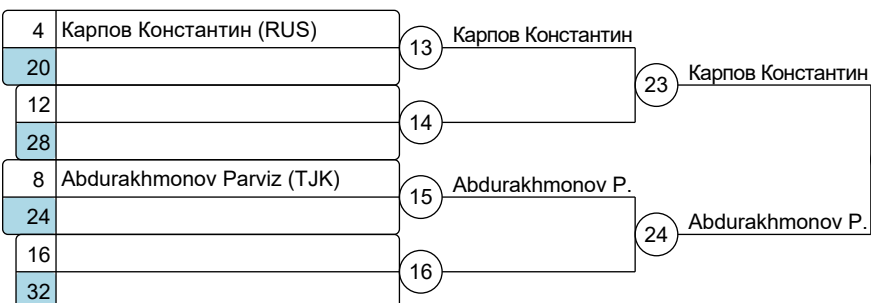 4 Карпов Константин (RUS)
13 Карпов Константин
20
23 Карпов Константин
12
14
28
8 Abdurakhmonov Parviz (TJK)
15 Abdurakhmonov P.
24
24 Abdurakhmonov P.
16
16
32